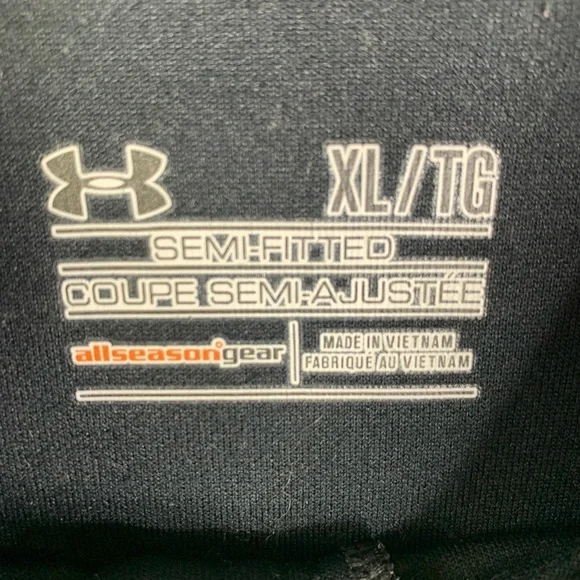 XL/TG
SEMI-FITTED
COUPE SEMI-AJUSTÉE
allseasongear
MADE IN VIETNAM
FABRIQUÉ AU VIETNAM